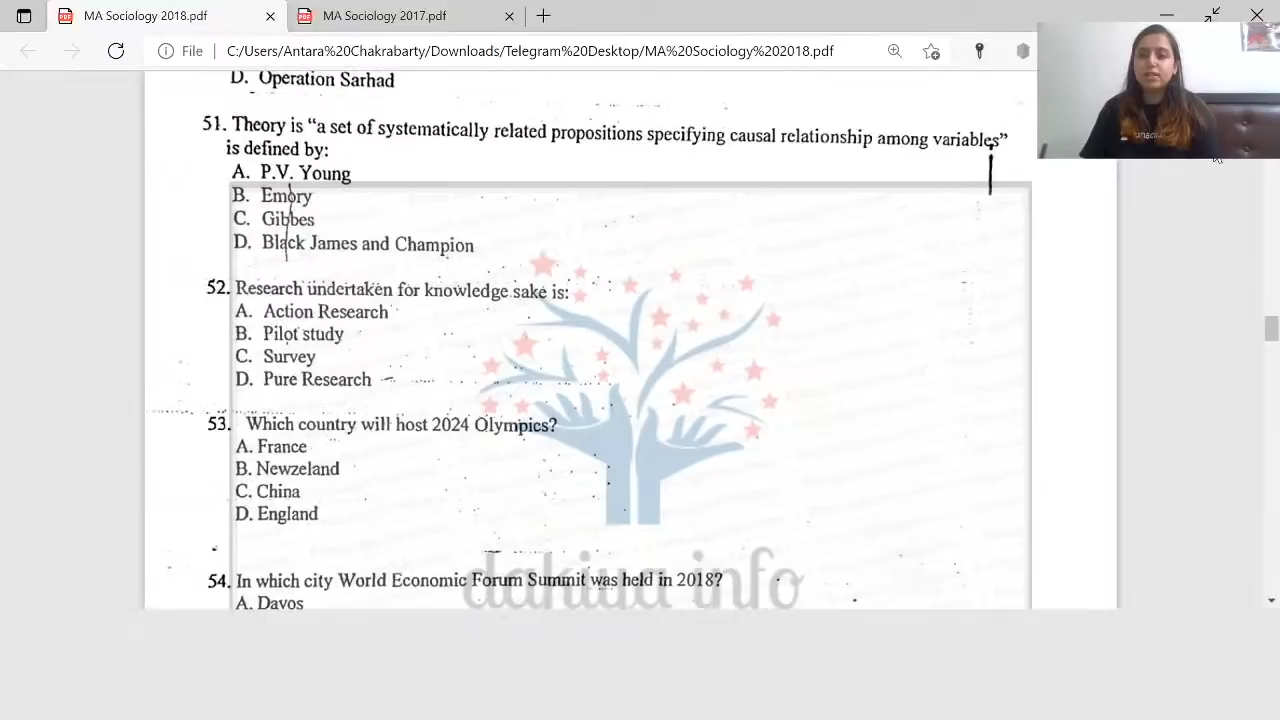 MA Sociology 2018.pdf
MA Sociology 2017.pdf
File
C:/Users/Antara%20Chakrabarty/Downloads/Telegram%20Desktop/MA%20Sociology%202018.pdf
D. Operation Sarhad
51. Theory is “a set of systematically related propositions specifying causal relationship among variables”
is defined by:
A. P.V. Young
B. Emory
C. Gibbes
D. Black James and Champion
52. Research undertaken for knowledge sake is:
A. Action Research
B. Pilot study
C. Survey
D. Pure Research
53. Which country will host 2024 Olympics?
A. France
B. Newzeland
C. China
D. England
dakiya info
54. In which city World Economic Forum Summit was held in 2018?
A. Davos